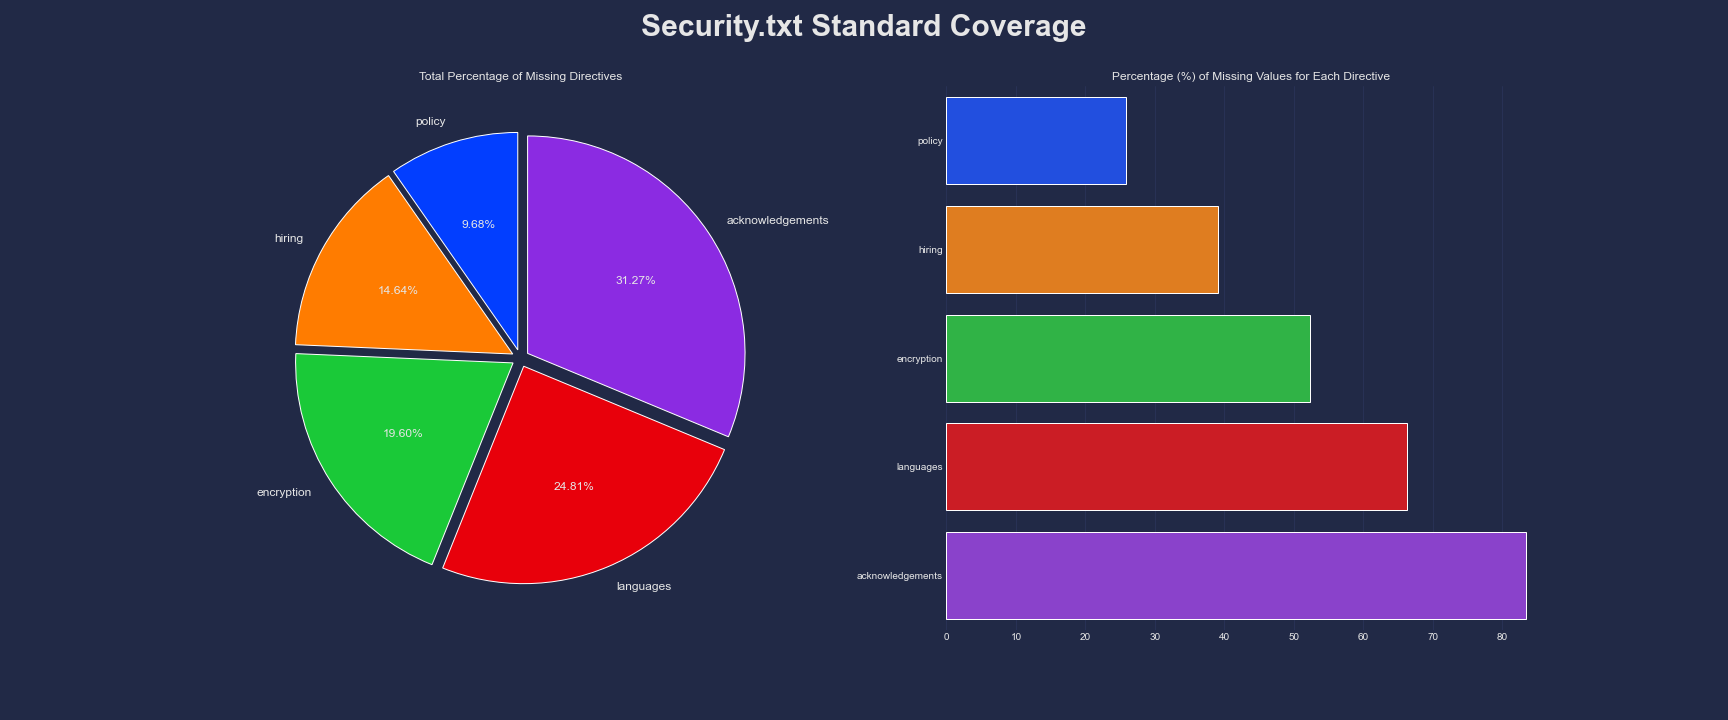 Security.txt Standard Coverage
Total Percentage of Missing Directives
policy
9.68%
hiring
14.64%
encryption
19.60%
languages
24.81%
acknowledgements
31.27%
Percentage (%) of Missing Values for Each Directive
policy
hiring
encryption
languages
acknowledgements
0 10 20 30 40 50 60 70 80